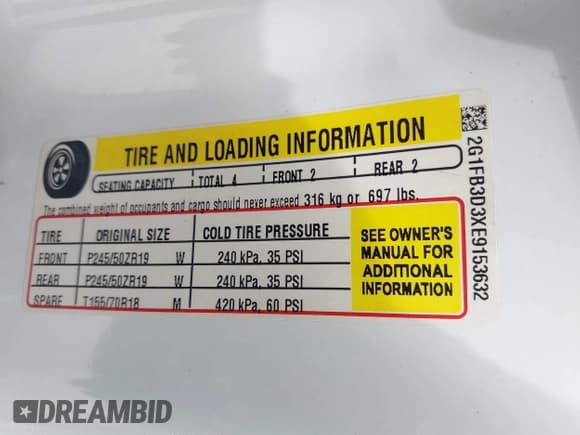 TIRE AND LOADING INFORMATION
SEATING CAPACITY TOTAL 4 FRONT 2 REAR 2
The combined weight of occupants and cargo should never exceed 316 kg or 697 lbs.
TIRE ORIGINAL SIZE COLD TIRE PRESSURE
FRONT P245/50ZR19 W 240 kPa, 35 PSI
REAR P245/50ZR19 W 240 kPa, 35 PSI
SPARE T155/70R18 M 420 kPa, 60 PSI
SEE OWNER'S
MANUAL FOR
ADDITIONAL
INFORMATION
2G1FB3D3XE9153632
DREAMBID